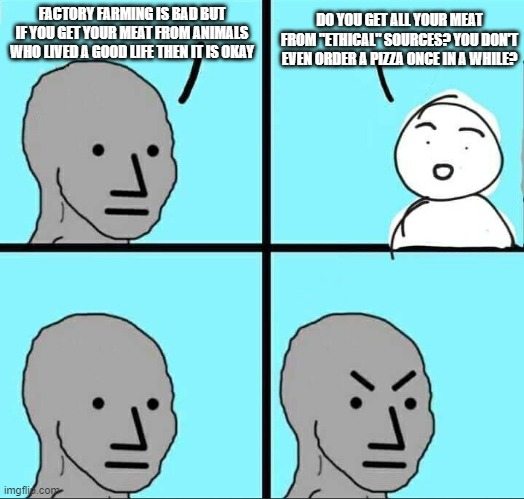 FACTORY FARMING IS BAD BUT
IF YOU GET YOUR MEAT FROM ANIMALS
WHO LIVED A GOOD LIFE THEN IT IS OKAY
DO YOU GET ALL YOUR MEAT
FROM "ETHICAL" SOURCES? YOU DON'T
EVEN ORDER A PIZZA ONCE IN A WHILE?
imgflip.com